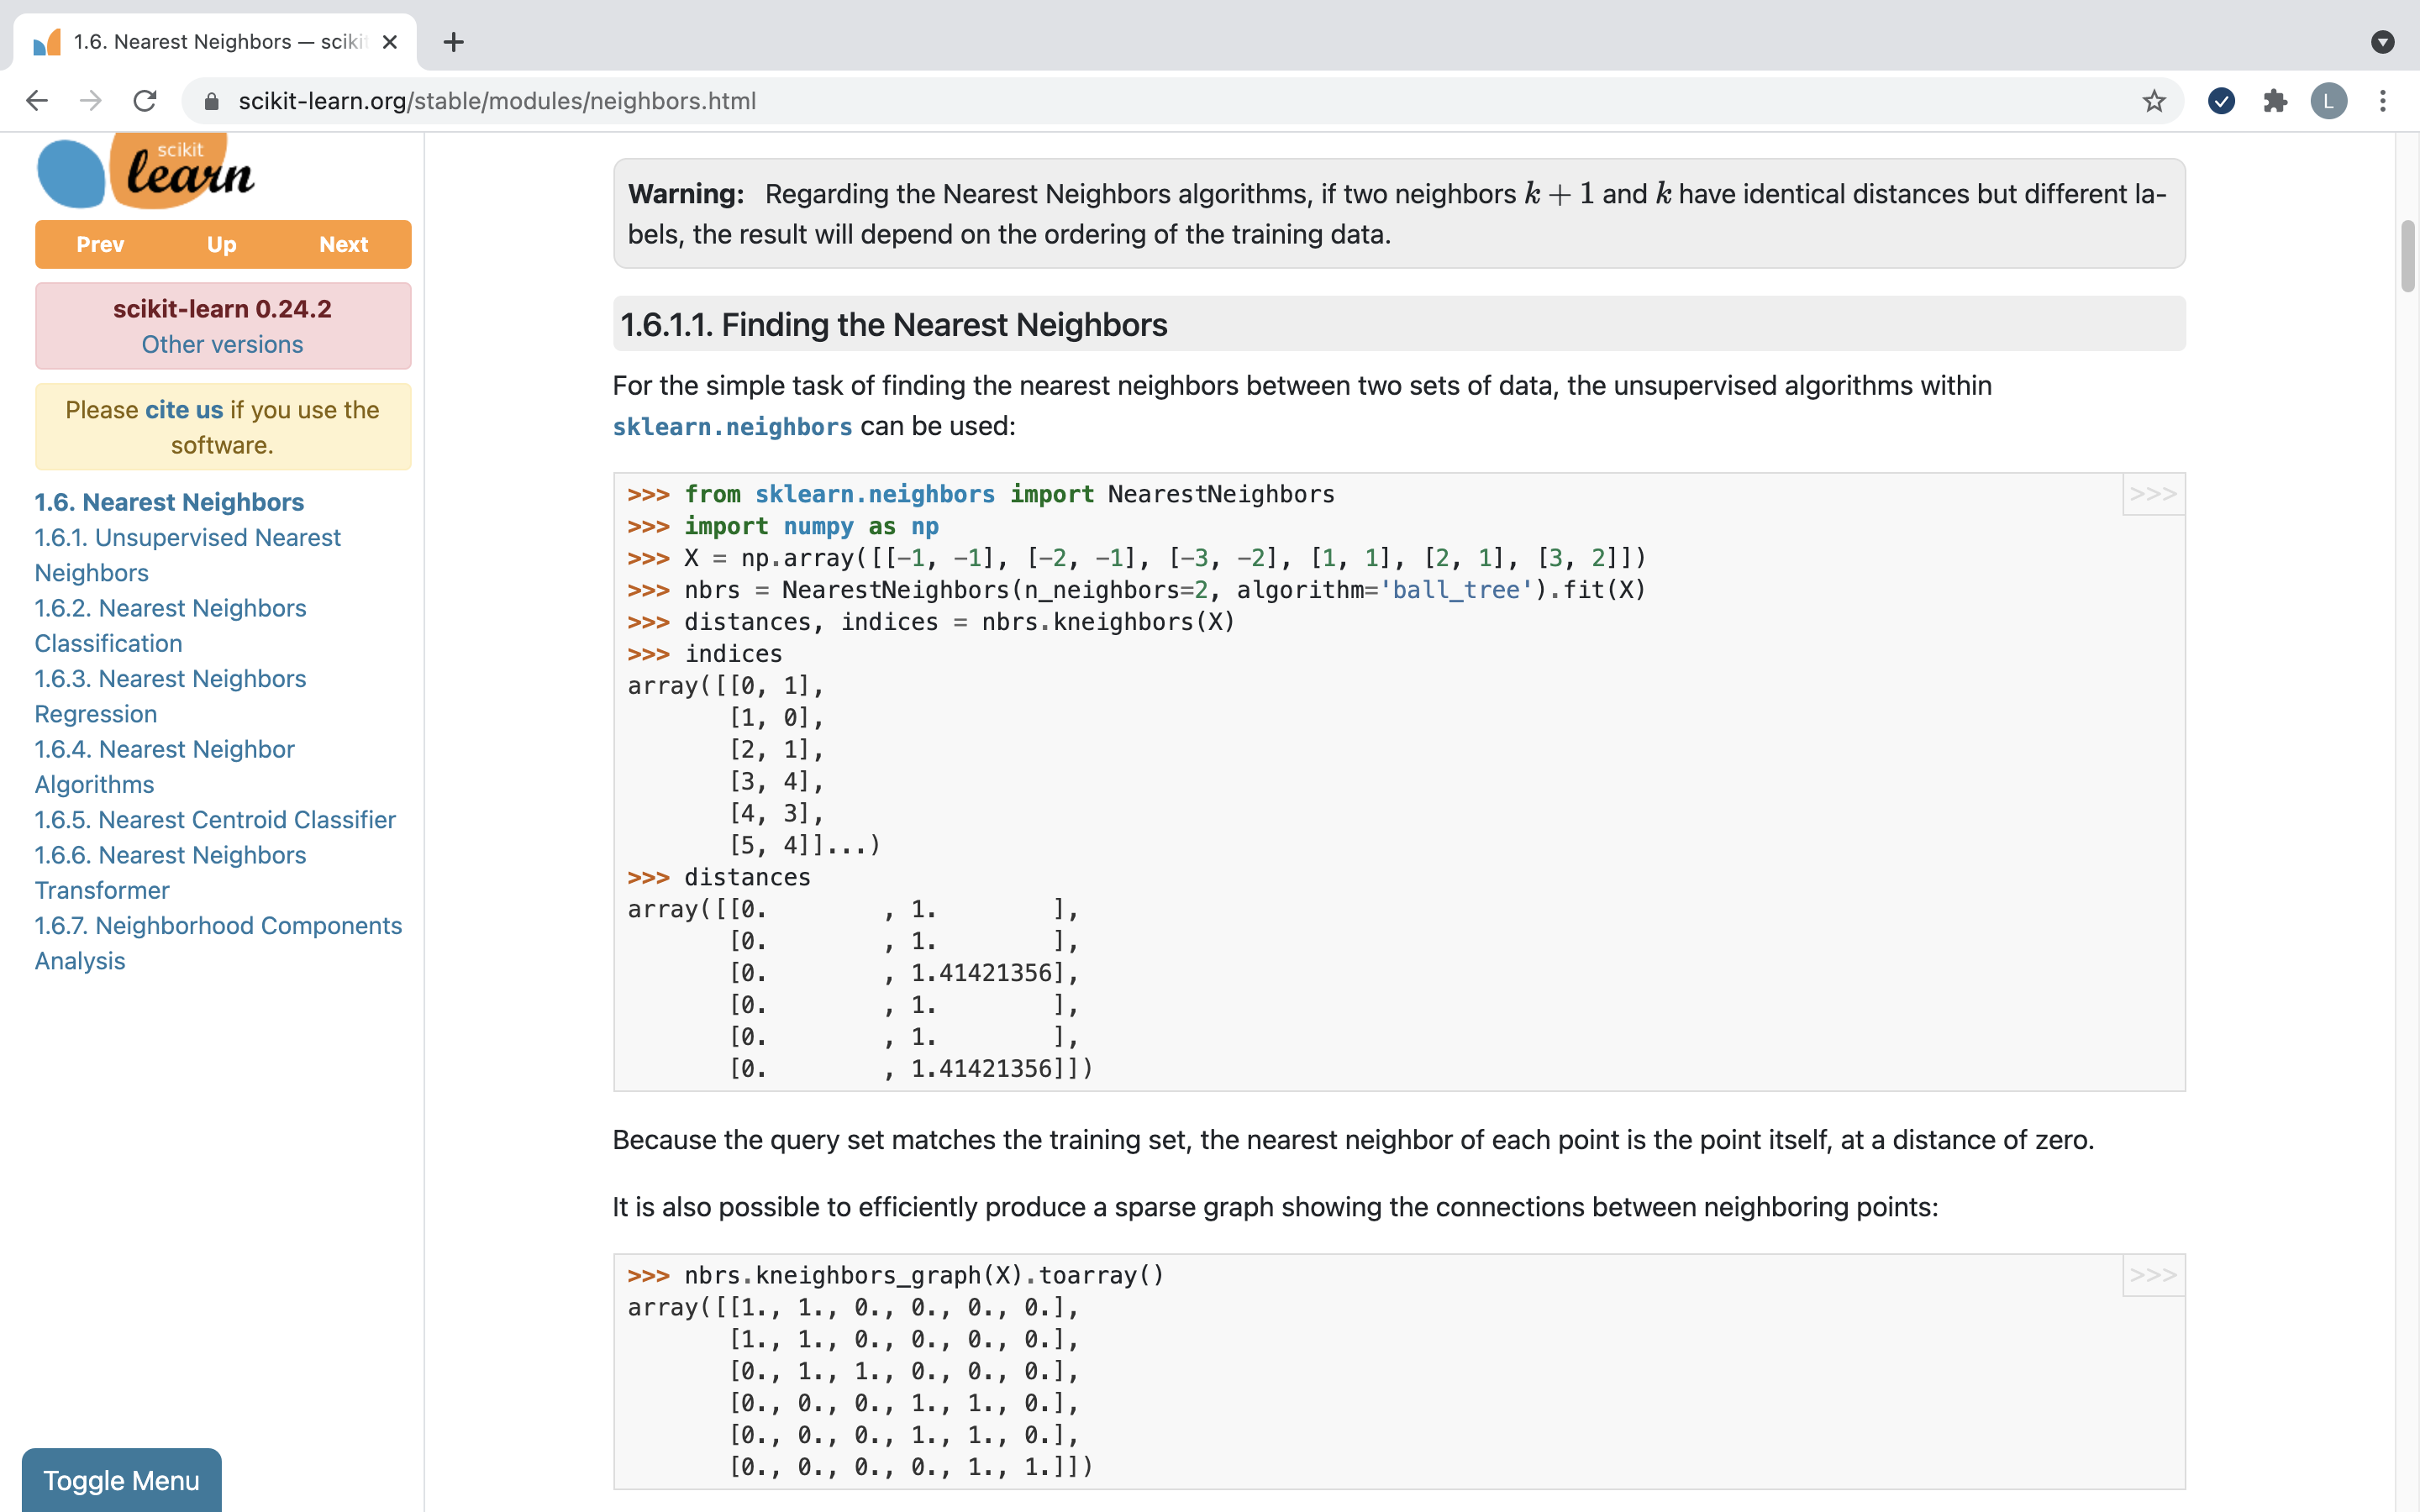 1.6. Nearest Neighbors — sciki
scikit-learn.org/stable/modules/neighbors.html
L
scikit
learn
Prev Up Next
scikit-learn 0.24.2
Other versions
Please cite us if you use the
software.
1.6. Nearest Neighbors
1.6.1. Unsupervised Nearest
Neighbors
1.6.2. Nearest Neighbors
Classification
1.6.3. Nearest Neighbors
Regression
1.6.4. Nearest Neighbor
Algorithms
1.6.5. Nearest Centroid Classifier
1.6.6. Nearest Neighbors
Transformer
1.6.7. Neighborhood Components
Analysis
Toggle Menu
Warning: Regarding the Nearest Neighbors algorithms, if two neighbors k + 1 and k have identical distances but different la-
bels, the result will depend on the ordering of the training data.
1.6.1.1. Finding the Nearest Neighbors
For the simple task of finding the nearest neighbors between two sets of data, the unsupervised algorithms within
sklearn.neighbors can be used:
>>>
>>> from sklearn.neighbors import NearestNeighbors
>>> import numpy as np
>>> X = np.array([[-1, -1], [-2, -1], [-3, -2], [1, 1], [2, 1], [3, 2]])
>>> nbrs = NearestNeighbors(n_neighbors=2, algorithm='ball_tree').fit(X)
>>> distances, indices = nbrs.kneighbors(X)
>>> indices
array([[0, 1],
       [1, 0],
       [2, 1],
       [3, 4],
       [4, 3],
       [5, 4]]...)
>>> distances
array([[0.        , 1.        ],
       [0.        , 1.        ],
       [0.        , 1.41421356],
       [0.        , 1.        ],
       [0.        , 1.        ],
       [0.        , 1.41421356]])
Because the query set matches the training set, the nearest neighbor of each point is the point itself, at a distance of zero.
It is also possible to efficiently produce a sparse graph showing the connections between neighboring points:
>>>
>>> nbrs.kneighbors_graph(X).toarray()
array([[1., 1., 0., 0., 0., 0.],
       [1., 1., 0., 0., 0., 0.],
       [0., 1., 1., 0., 0., 0.],
       [0., 0., 0., 1., 1., 0.],
       [0., 0., 0., 1., 1., 0.],
       [0., 0., 0., 0., 1., 1.]])